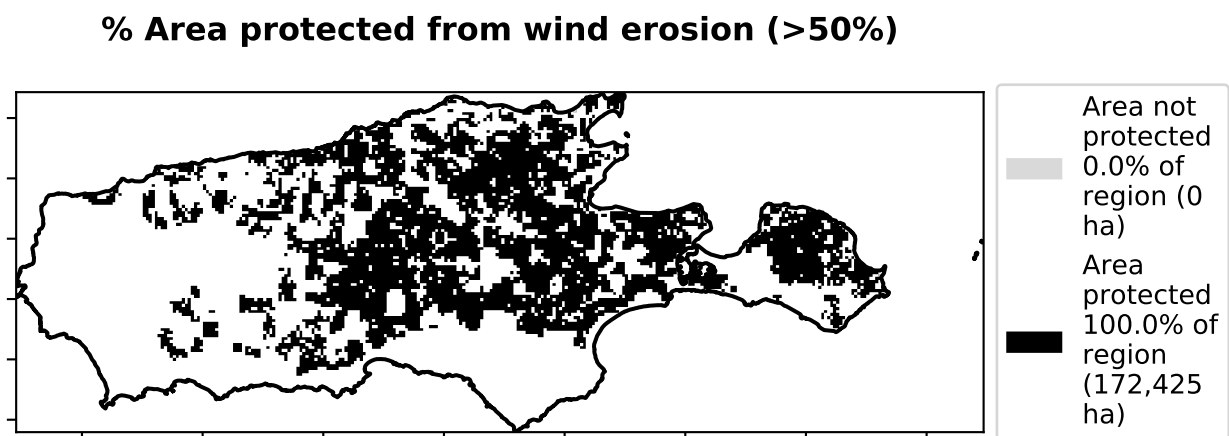 % Area protected from wind erosion (>50%)
Area not
protected
0.0% of
region (0
ha)
Area
protected
100.0% of
region
(172,425
ha)